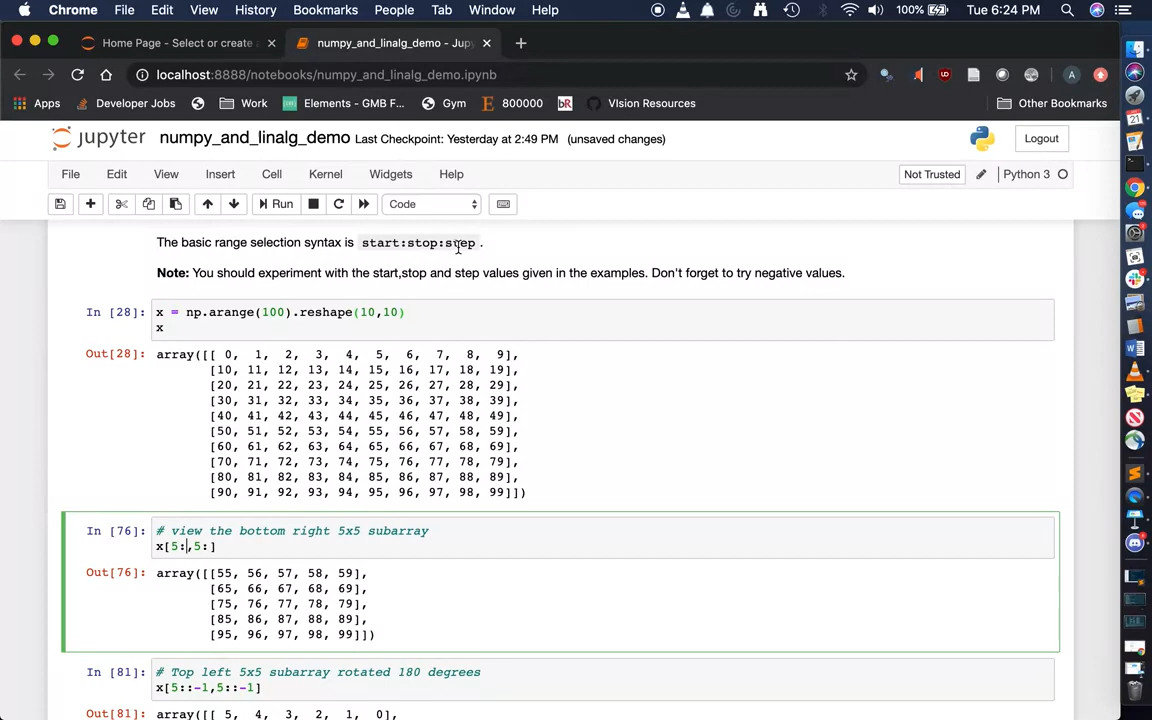 Chrome File Edit View History Bookmarks People Tab Window Help 100% Tue 6:24 PM
Home Page - Select or create numpy_and_linalg_demo - Jupy
localhost:8888/notebooks/numpy_and_linalg_demo.ipynb
Apps Developer Jobs Work Elements - GMB F... Gym 800000 bR VIsion Resources Other Bookmarks
jupyter numpy_and_linalg_demo Last Checkpoint: Yesterday at 2:49 PM (unsaved changes) Logout
File Edit View Insert Cell Kernel Widgets Help Not Trusted Python 3
Run Code
The basic range selection syntax is start:stop:step .
Note: You should experiment with the start,stop and step values given in the examples. Don't forget to try negative values.
In [28]: x = np.arange(100).reshape(10,10)
x
Out[28]: array([[ 0, 1, 2, 3, 4, 5, 6, 7, 8, 9],
[10, 11, 12, 13, 14, 15, 16, 17, 18, 19],
[20, 21, 22, 23, 24, 25, 26, 27, 28, 29],
[30, 31, 32, 33, 34, 35, 36, 37, 38, 39],
[40, 41, 42, 43, 44, 45, 46, 47, 48, 49],
[50, 51, 52, 53, 54, 55, 56, 57, 58, 59],
[60, 61, 62, 63, 64, 65, 66, 67, 68, 69],
[70, 71, 72, 73, 74, 75, 76, 77, 78, 79],
[80, 81, 82, 83, 84, 85, 86, 87, 88, 89],
[90, 91, 92, 93, 94, 95, 96, 97, 98, 99]])
In [76]: # view the bottom right 5x5 subarray
x[5:,5:]
Out[76]: array([[55, 56, 57, 58, 59],
[65, 66, 67, 68, 69],
[75, 76, 77, 78, 79],
[85, 86, 87, 88, 89],
[95, 96, 97, 98, 99]])
In [81]: # Top left 5x5 subarray rotated 180 degrees
x[5::-1,5::-1]
Out[81]: array([[ 5, 4, 3, 2, 1, 0],